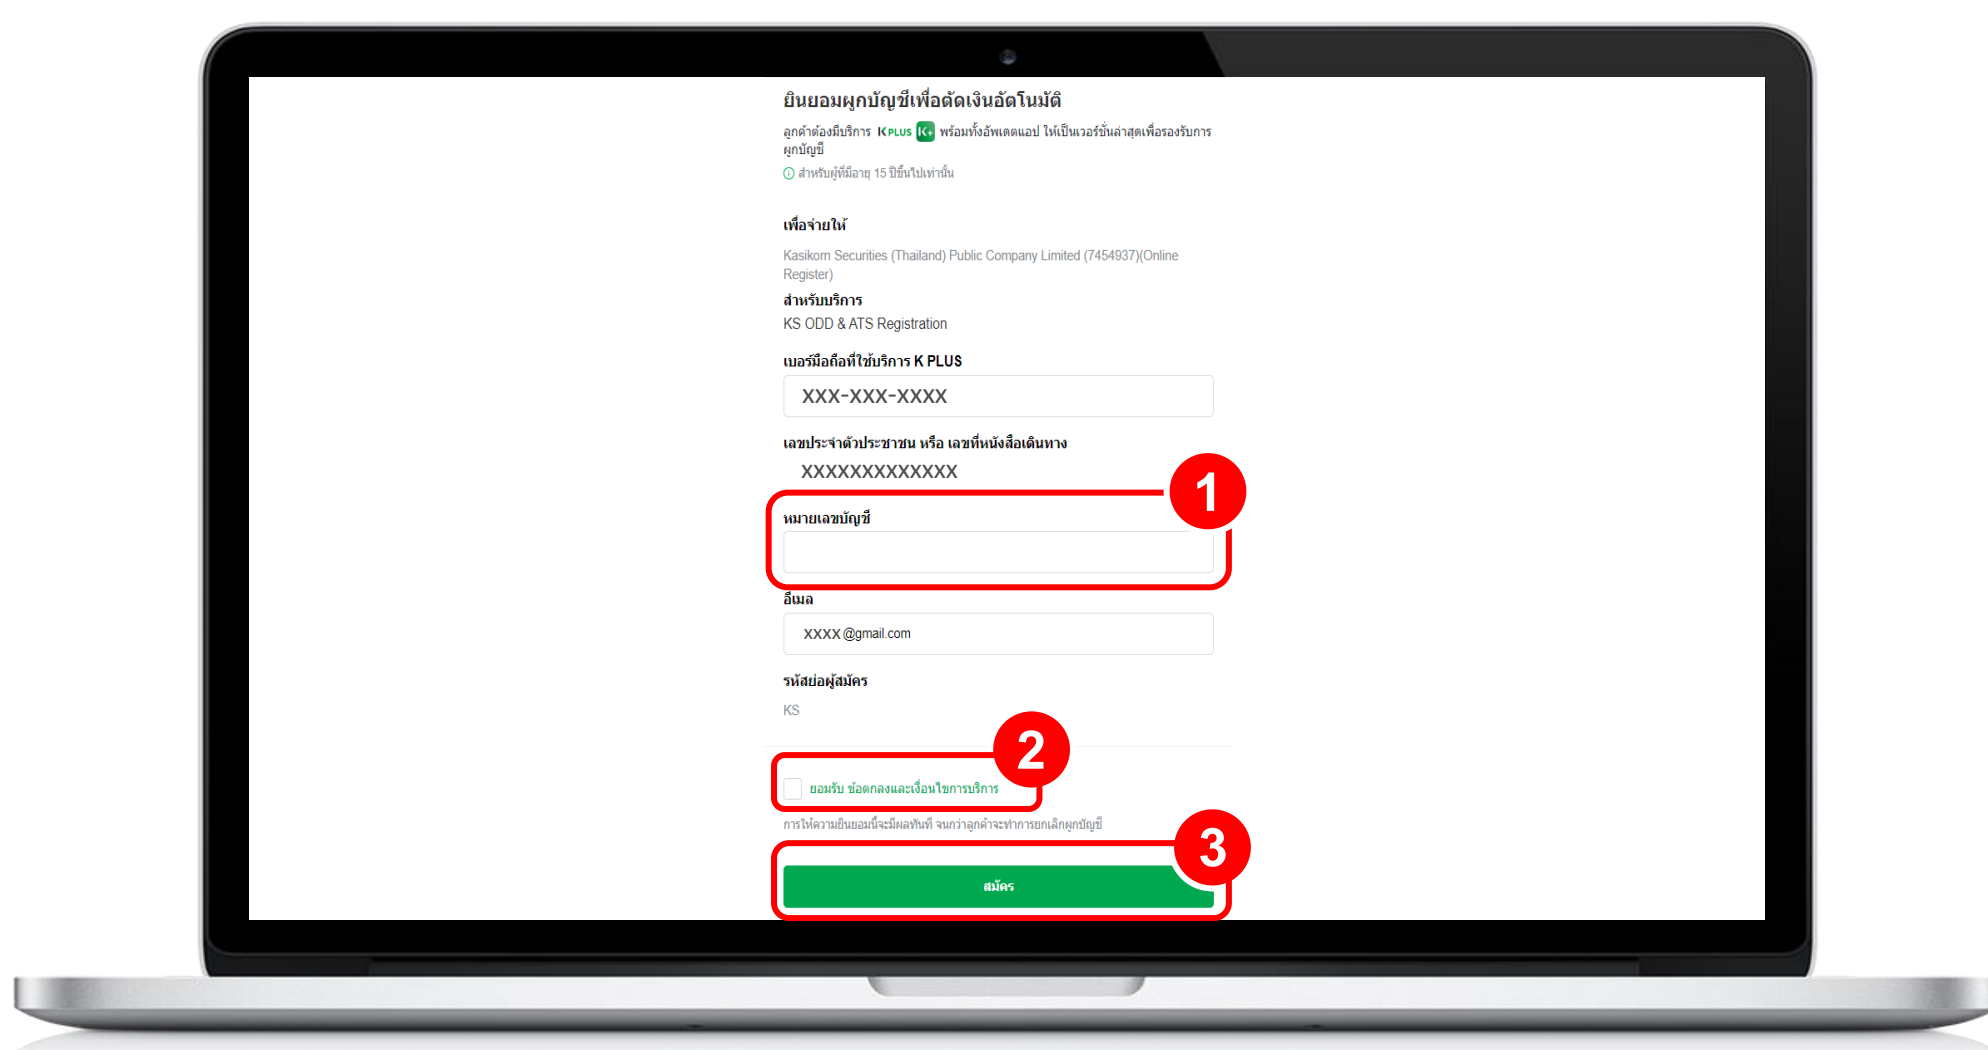 ยินยอมผูกบัญชีเพื่อตัดเงินอัตโนมัติ
ลูกค้าต้องมีบริการ K PLUS K+ พร้อมทั้งอัพเดตแอป ให้เป็นเวอร์ชั่นล่าสุดเพื่อรองรับการ
ผูกบัญชี
สำหรับผู้ที่มีอายุ 15 ปีขึ้นไปเท่านั้น
เพื่อจ่ายให้
Kasikorn Securities (Thailand) Public Company Limited (7454937)(Online
Register)
สำหรับบริการ
KS ODD & ATS Registration
เบอร์มือถือที่ใช้บริการ K PLUS
XXX-XXX-XXXX
เลขประจำตัวประชาชน หรือ เลขที่หนังสือเดินทาง
XXXXXXXXXXXXX
1
หมายเลขบัญชี
อีเมล
XXXX @gmail.com
รหัสย่อผู้สมัคร
KS
2
ยอมรับ ข้อตกลงและเงื่อนไขการบริการ
การให้ความยินยอมนี้จะมีผลทันที จนกว่าลูกค้าจะทำการยกเลิกผูกบัญชี
3
สมัคร